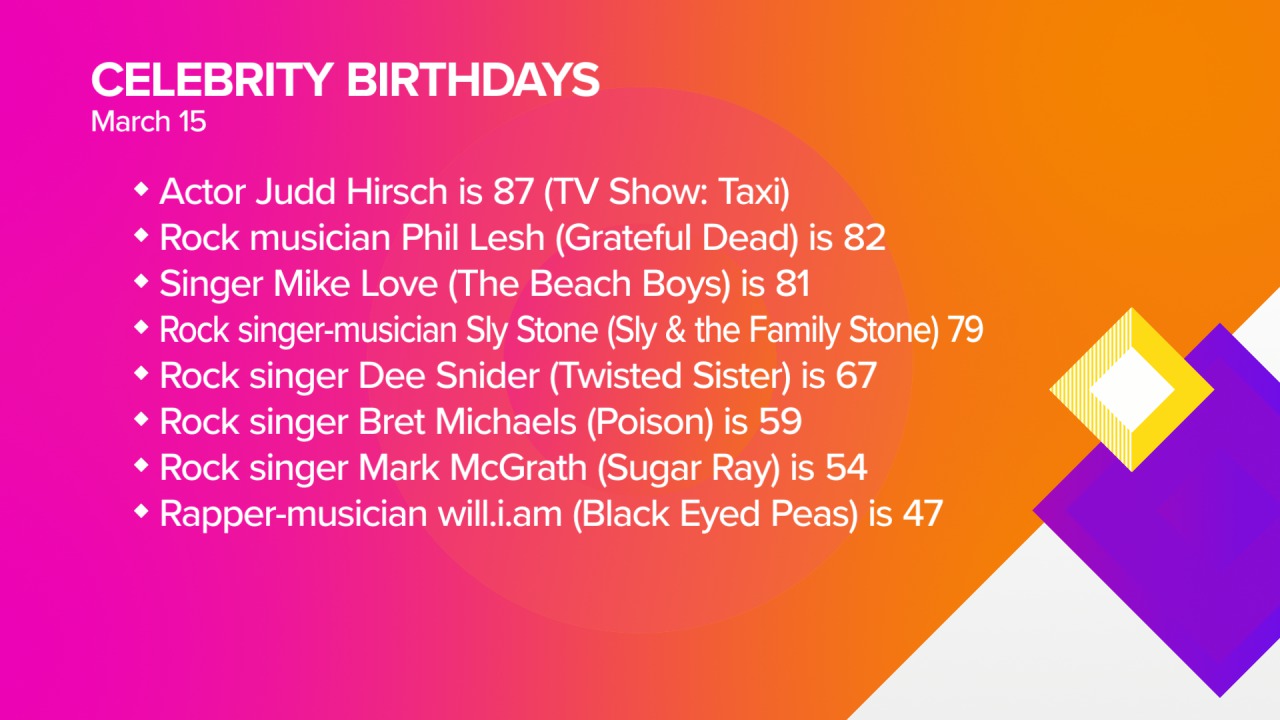 CELEBRITY BIRTHDAYS
March 15
Actor Judd Hirsch is 87 (TV Show: Taxi)
Rock musician Phil Lesh (Grateful Dead) is 82
Singer Mike Love (The Beach Boys) is 81
Rock singer-musician Sly Stone (Sly & the Family Stone) 79
Rock singer Dee Snider (Twisted Sister) is 67
Rock singer Bret Michaels (Poison) is 59
Rock singer Mark McGrath (Sugar Ray) is 54
Rapper-musician will.i.am (Black Eyed Peas) is 47